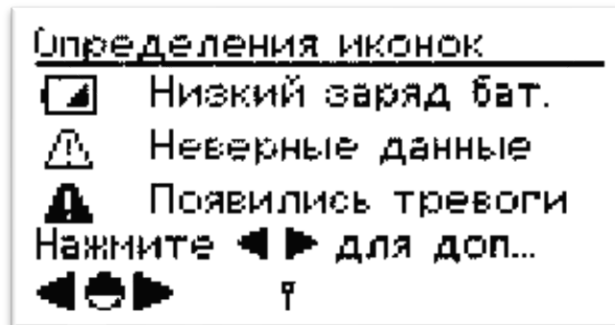 Определения иконок
Низкий заряд бат.
Неверные данные
Появились тревоги
Нажмите ◀ ▶ для доп...